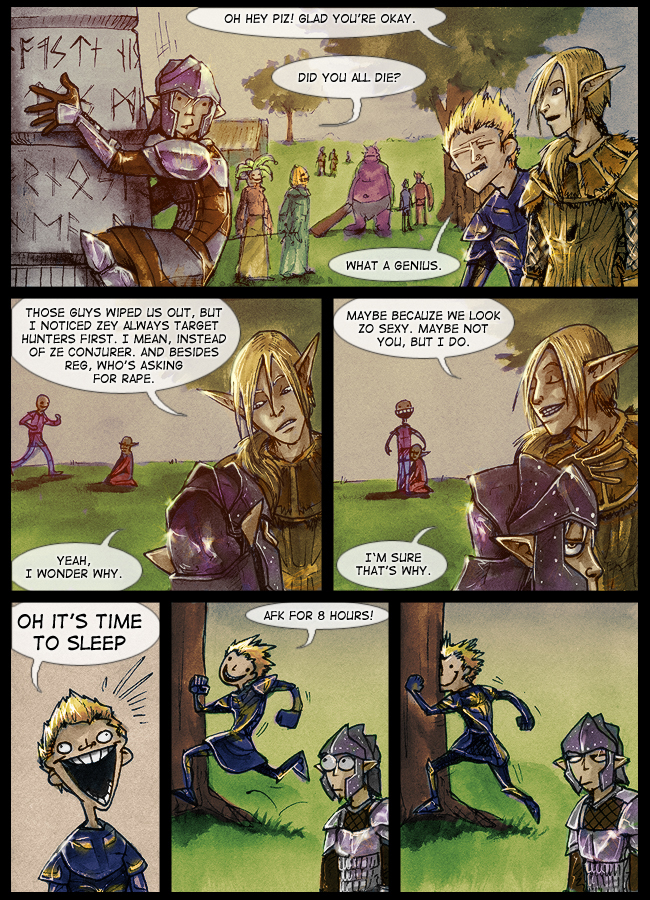 OH HEY PIZ! GLAD YOU'RE OKAY.
DID YOU ALL DIE?
WHAT A GENIUS.
THOSE GUYS WIPED US OUT, BUT
I NOTICED ZEY ALWAYS TARGET
HUNTERS FIRST. I MEAN, INSTEAD
OF ZE CONJURER. AND BESIDES
REG, WHO'S ASKING
FOR RAPE.
YEAH,
I WONDER WHY.
MAYBE BECAUZE WE LOOK
ZO SEXY. MAYBE NOT
YOU, BUT I DO.
I'M SURE
THAT'S WHY.
OH IT'S TIME
TO SLEEP
AFK FOR 8 HOURS!